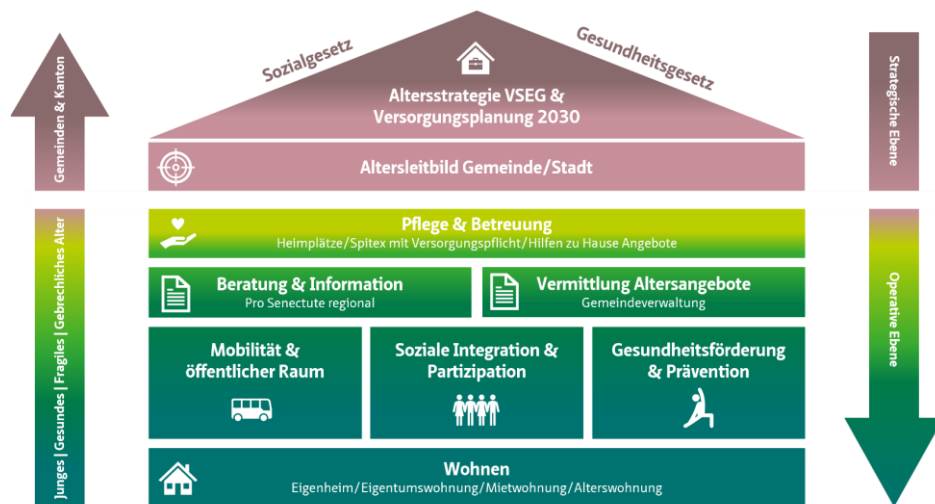 Sozialgesetz
Gesundheitsgesetz
Altersstrategie VSEG &
Versorgungsplanung 2030
Gemeinden & Kanton
Strategische Ebene
Altersleitbild Gemeinde/Stadt
Pflege & Betreuung
Heimplätze/Spitex mit Versorgungspflicht/Hilfen zu Hause Angebote
Beratung & Information
Pro Senectute regional
Vermittlung Altersangebote
Gemeindeverwaltung
Junges | Gesundes | Fragiles | Gebrechliches Alter
Operative Ebene
Mobilität &
öffentlicher Raum
Soziale Integration &
Partizipation
Gesundheitsförderung
& Prävention
Wohnen
Eigenheim/Eigentumswohnung/Mietwohnung/Alterswohnung